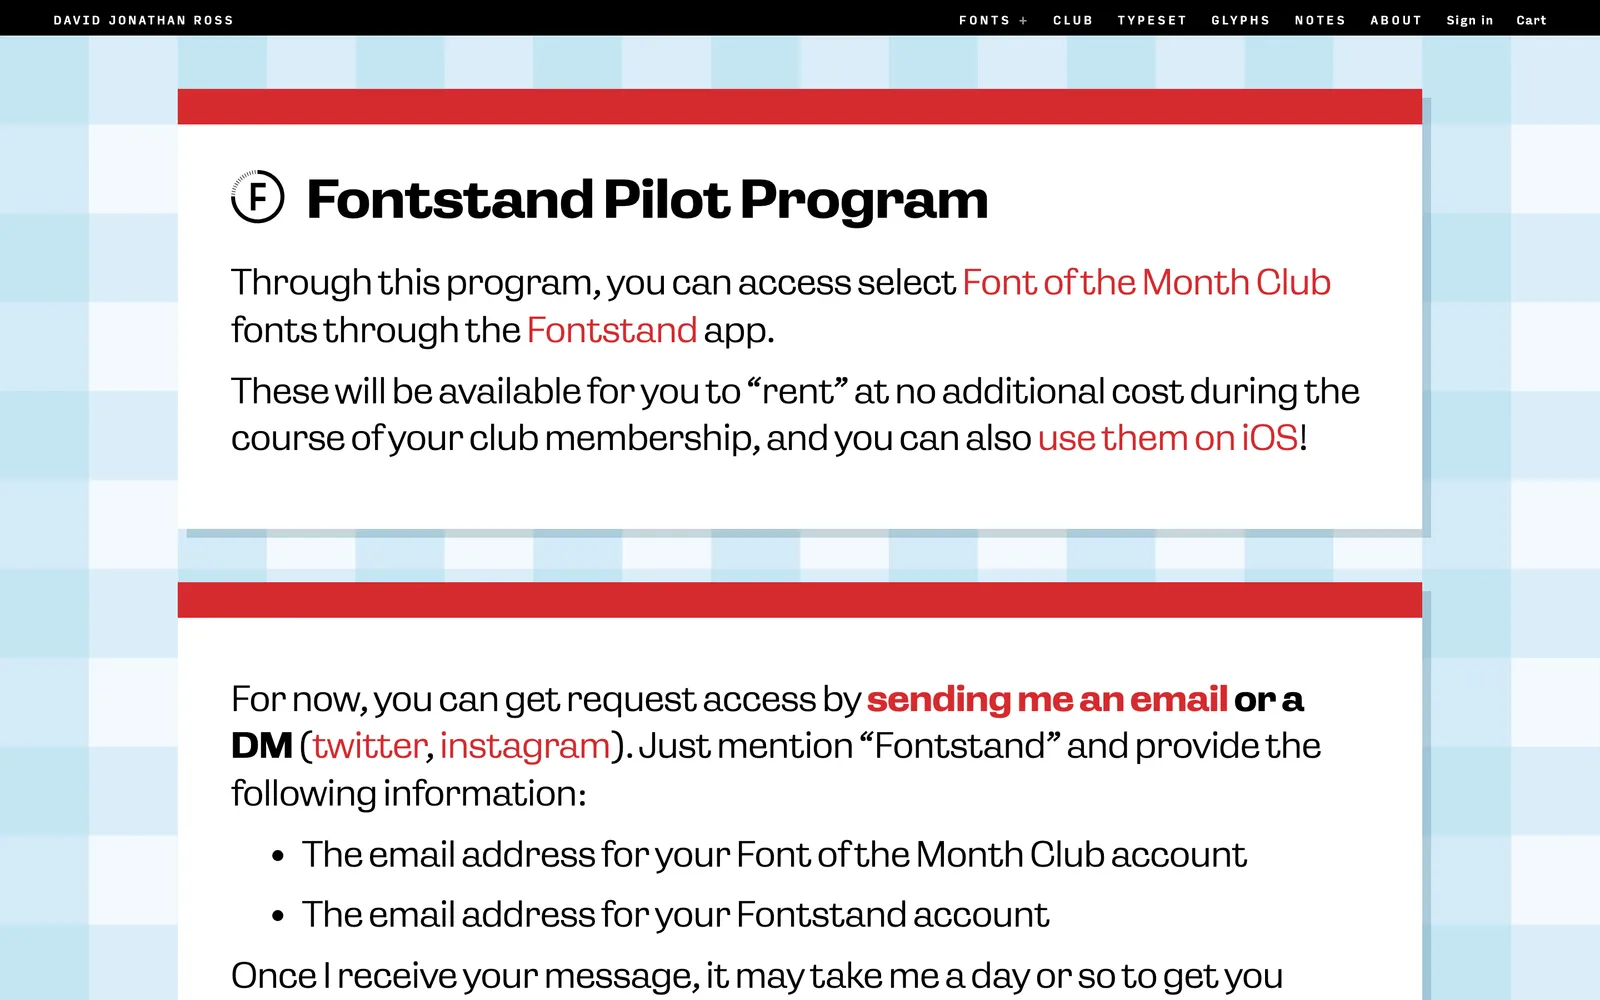 DAVID JONATHAN ROSS
FONTS + CLUB TYPESET GLYPHS NOTES ABOUT Sign in Cart
F Fontstand Pilot Program
Through this program, you can access select Font of the Month Club
fonts through the Fontstand app.
These will be available for you to “rent” at no additional cost during the
course of your club membership, and you can also use them on iOS!
For now, you can get request access by sending me an email or a
DM (twitter, instagram). Just mention “Fontstand” and provide the
following information:
• The email address for your Font of the Month Club account
• The email address for your Fontstand account
Once I receive your message, it may take me a day or so to get you